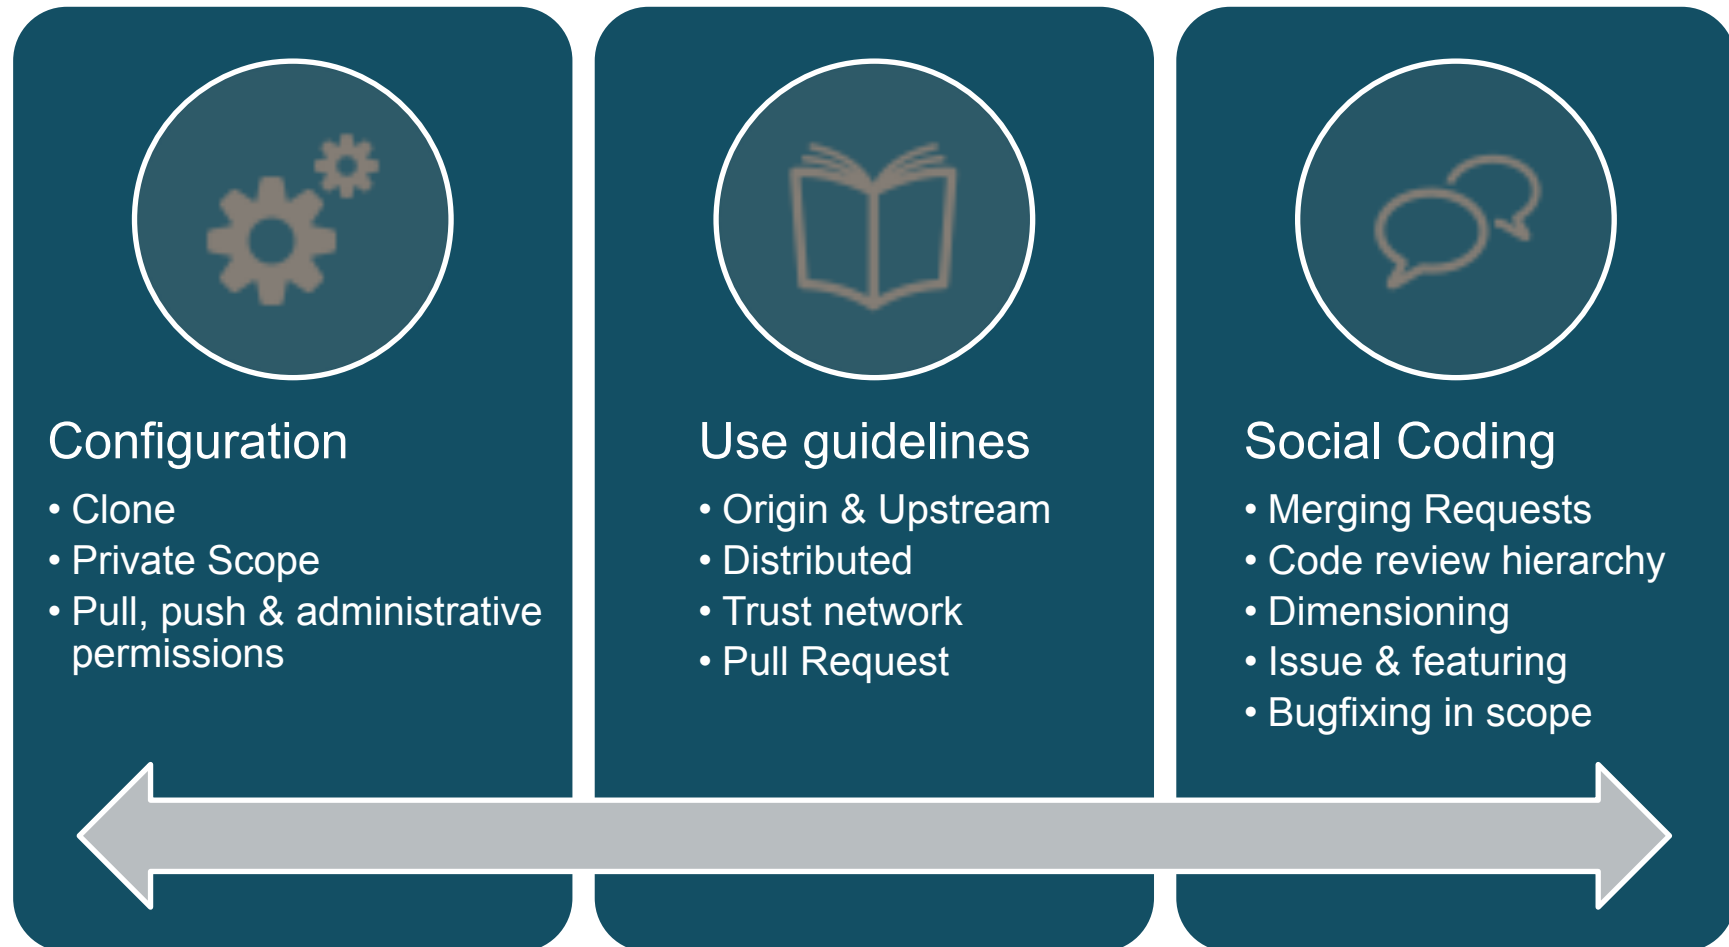 Configuration
• Clone
• Private Scope
• Pull, push & administrative
permissions
Use guidelines
• Origin & Upstream
• Distributed
• Trust network
• Pull Request
Social Coding
• Merging Requests
• Code review hierarchy
• Dimensioning
• Issue & featuring
• Bugfixing in scope